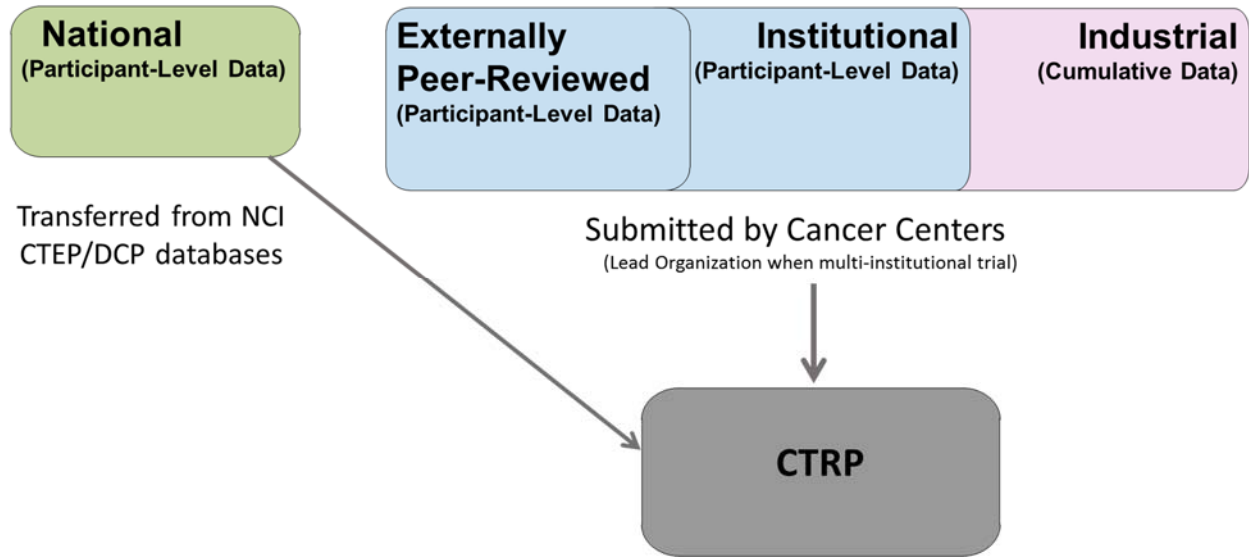 National
(Participant-Level Data)
Externally
Peer-Reviewed
(Participant-Level Data)
Institutional
(Participant-Level Data)
Industrial
(Cumulative Data)
Transferred from NCI
CTEP/DCP databases
Submitted by Cancer Centers
(Lead Organization when multi-institutional trial)
CTRP